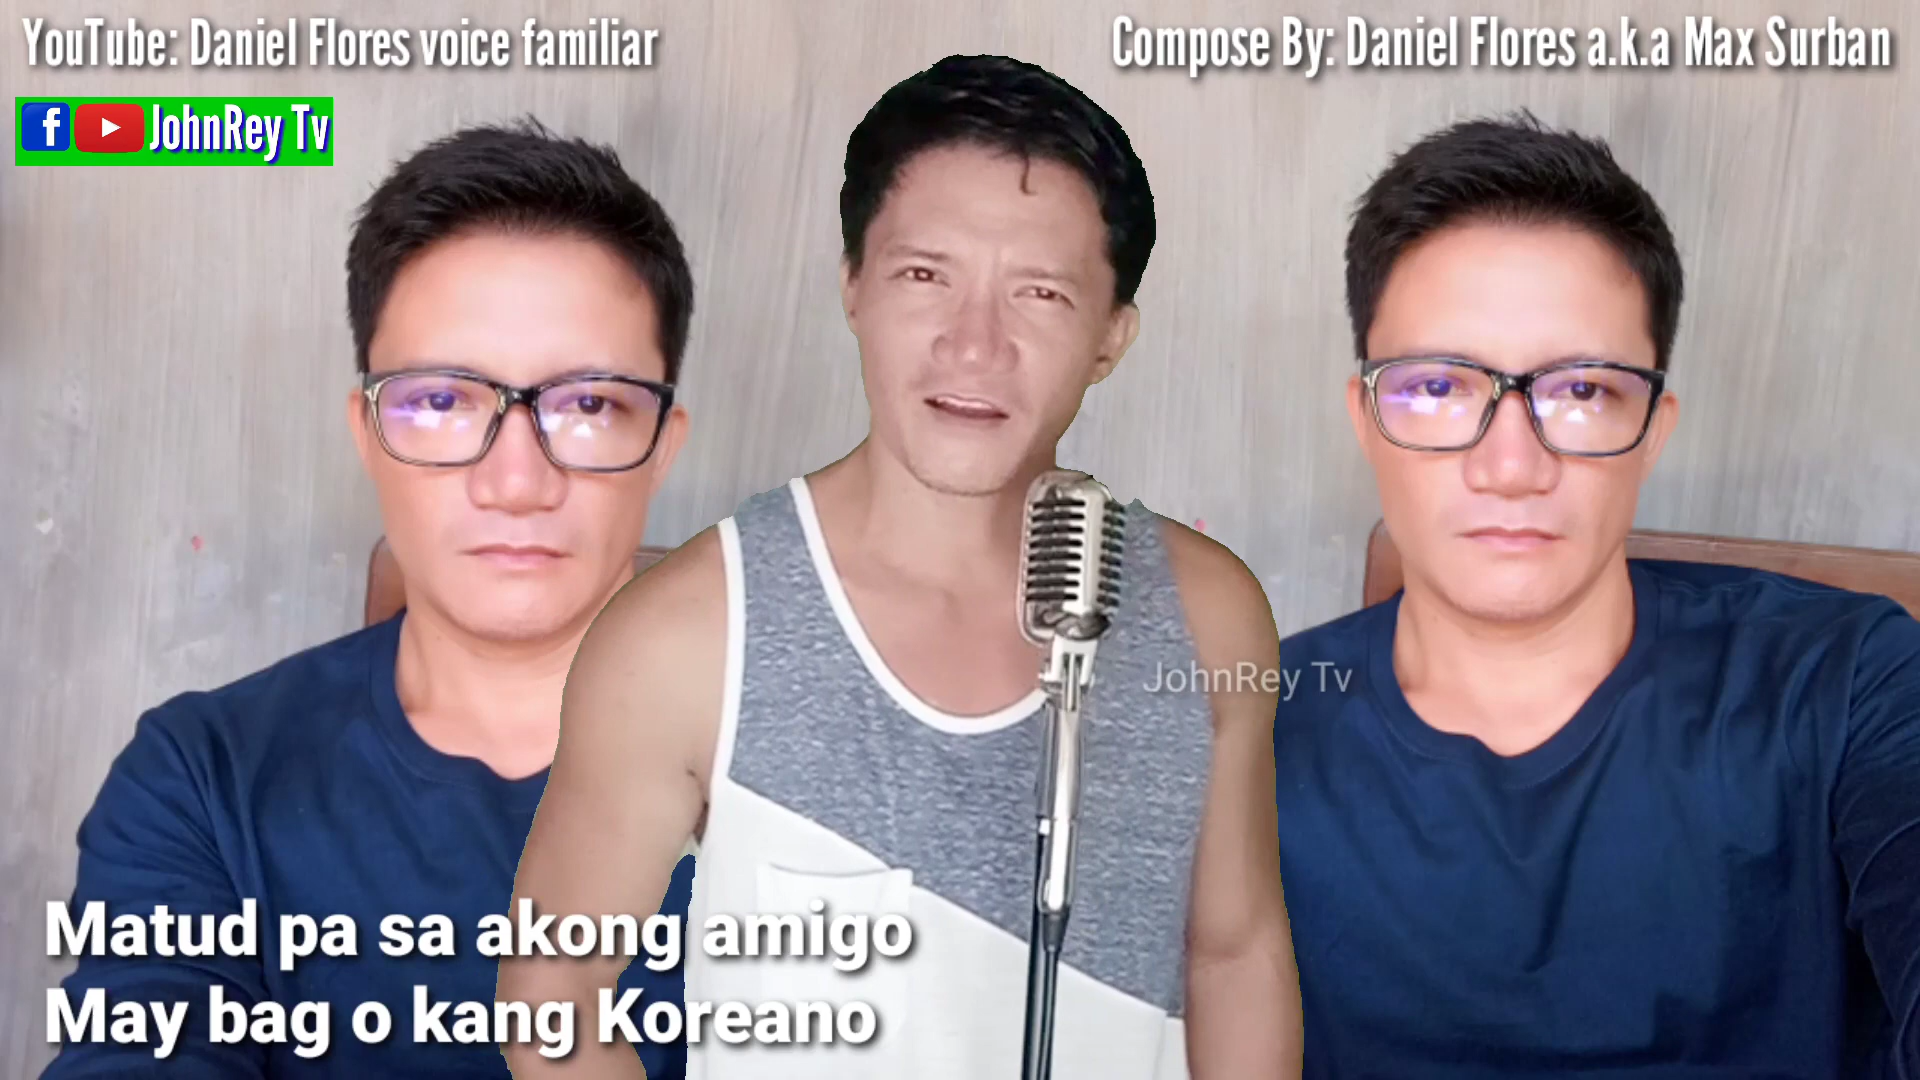 YouTube: Daniel Flores voice familiar
Compose By: Daniel Flores a.k.a Max Surban
f JohnRey Tv
JohnRey Tv
Matud pa sa akong amigo
May bag o kang Koreano